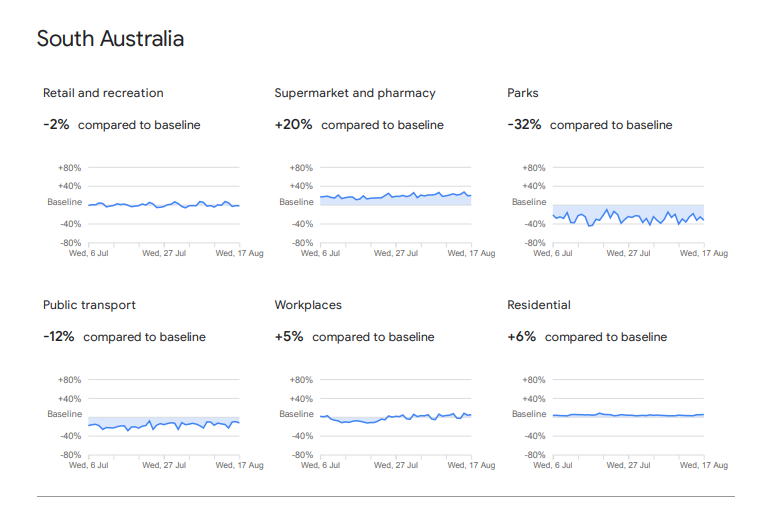 South Australia
Retail and recreation
-2% compared to baseline
+80%
+40%
Baseline
-40%
-80%
Wed, 6 Jul Wed, 27 Jul Wed, 17 Aug
Supermarket and pharmacy
+20% compared to baseline
+80%
+40%
Baseline
-40%
-80%
Wed, 6 Jul Wed, 27 Jul Wed, 17 Aug
Parks
-32% compared to baseline
+80%
+40%
Baseline
-40%
-80%
Wed, 6 Jul Wed, 27 Jul Wed, 17 Aug
Public transport
-12% compared to baseline
+80%
+40%
Baseline
-40%
-80%
Wed, 6 Jul Wed, 27 Jul Wed, 17 Aug
Workplaces
+5% compared to baseline
+80%
+40%
Baseline
-40%
-80%
Wed, 6 Jul Wed, 27 Jul Wed, 17 Aug
Residential
+6% compared to baseline
+80%
+40%
Baseline
-40%
-80%
Wed, 6 Jul Wed, 27 Jul Wed, 17 Aug